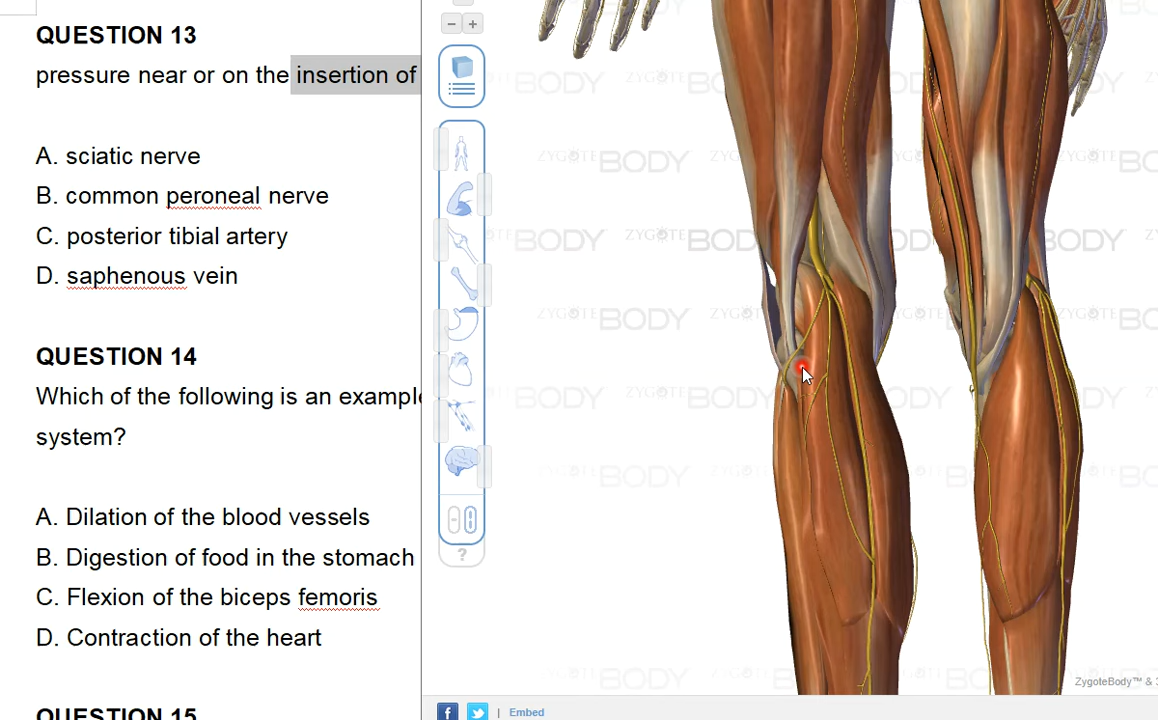 QUESTION 13
pressure near or on the insertion of
A. sciatic nerve
B. common peroneal nerve
C. posterior tibial artery
D. saphenous vein
QUESTION 14
Which of the following is an example
system?
A. Dilation of the blood vessels
B. Digestion of food in the stomach
C. Flexion of the biceps femoris
D. Contraction of the heart
QUESTION 15
ZYGOTE BODY
?
ZygoteBody™ &
f | Embed